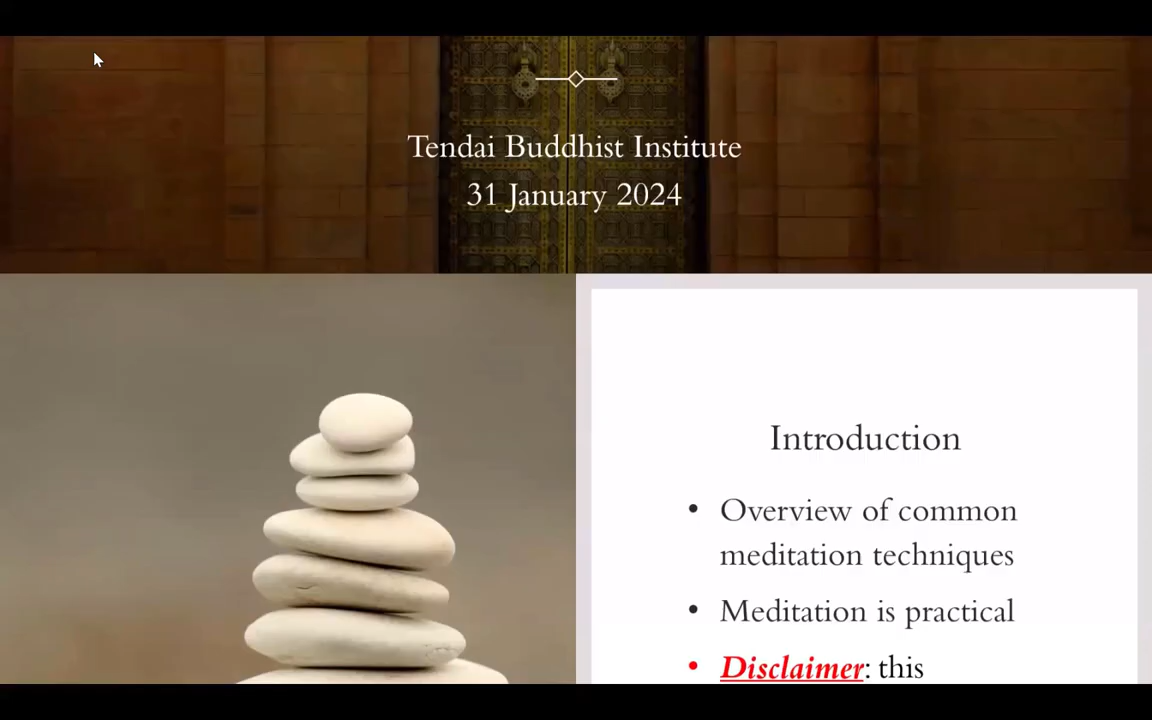 Tendai Buddhist Institute
31 January 2024
Introduction
• Overview of common
meditation techniques
• Meditation is practical
• Disclaimer: this